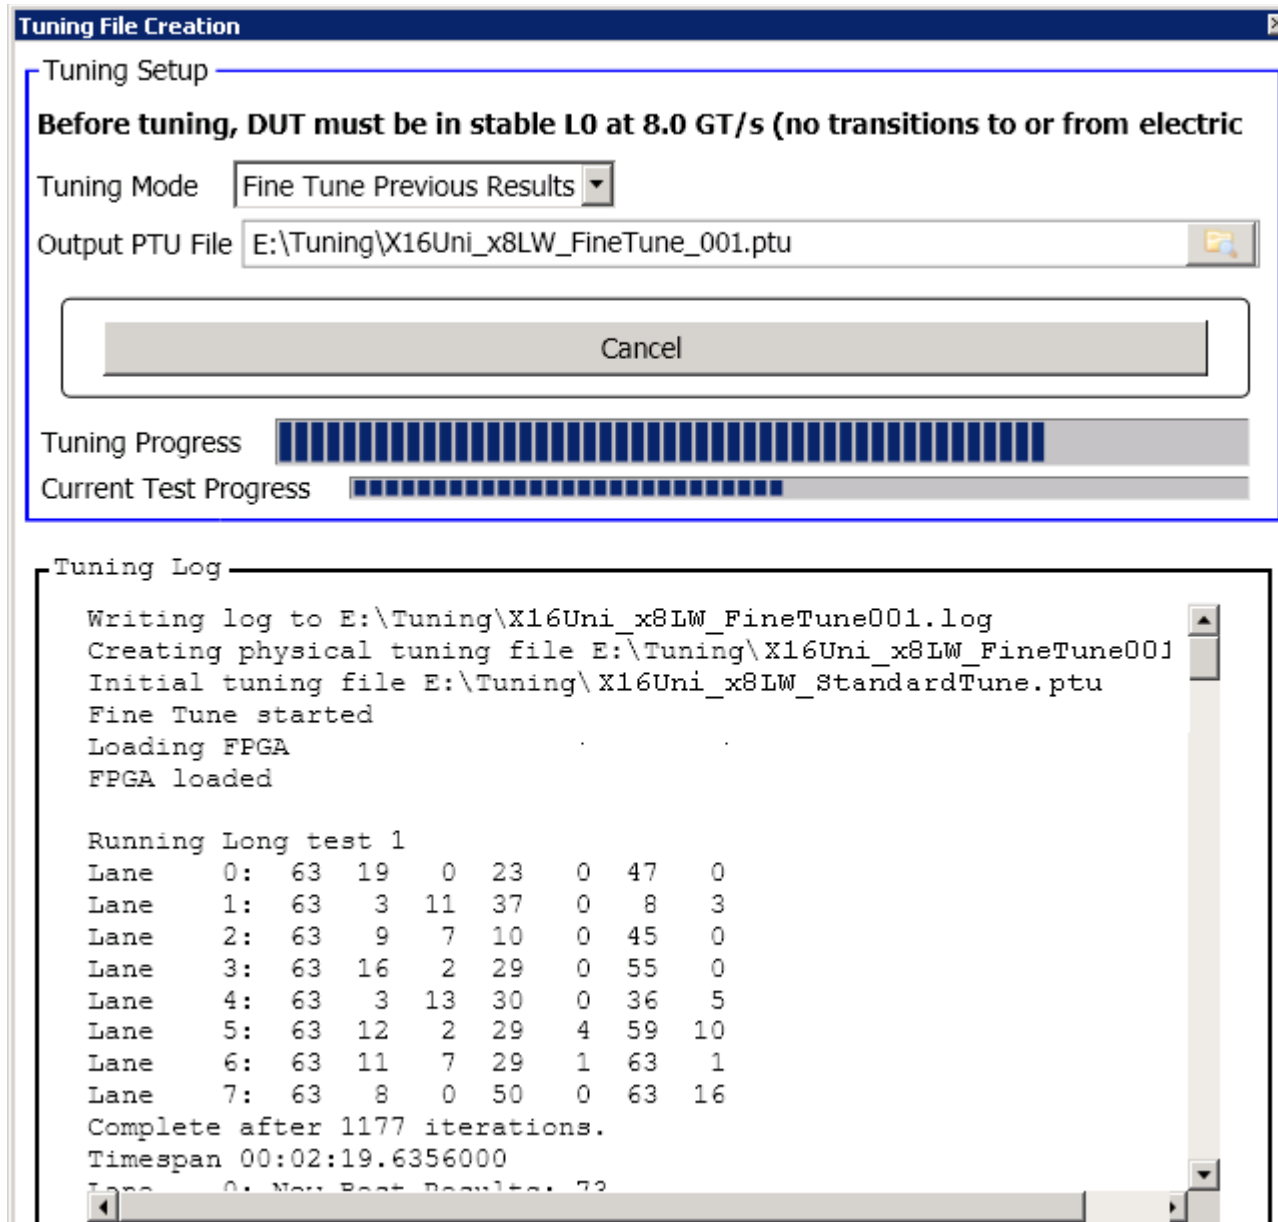 Tuning File Creation
Tuning Setup
Before tuning, DUT must be in stable L0 at 8.0 GT/s (no transitions to or from electric
Tuning Mode Fine Tune Previous Results
Output PTU File E:\Tuning\X16Uni_x8LW_FineTune_001.ptu
Cancel
Tuning Progress
Current Test Progress
Tuning Log
Writing log to E:\Tuning\X16Uni_x8LW_FineTune001.log
Creating physical tuning file E:\Tuning\X16Uni_x8LW_FineTune001
Initial tuning file E:\Tuning\X16Uni_x8LW_StandardTune.ptu
Fine Tune started
Loading FPGA
FPGA loaded
Running Long test 1
Lane 0: 63 19 0 23 0 47 0
Lane 1: 63 3 11 37 0 8 3
Lane 2: 63 9 7 10 0 45 0
Lane 3: 63 16 2 29 0 55 0
Lane 4: 63 3 13 30 0 36 5
Lane 5: 63 12 2 29 4 59 10
Lane 6: 63 11 7 29 1 63 1
Lane 7: 63 8 0 50 0 63 16
Complete after 1177 iterations.
Timespan 00:02:19.6356000
Lane 0: New Best Results: 73